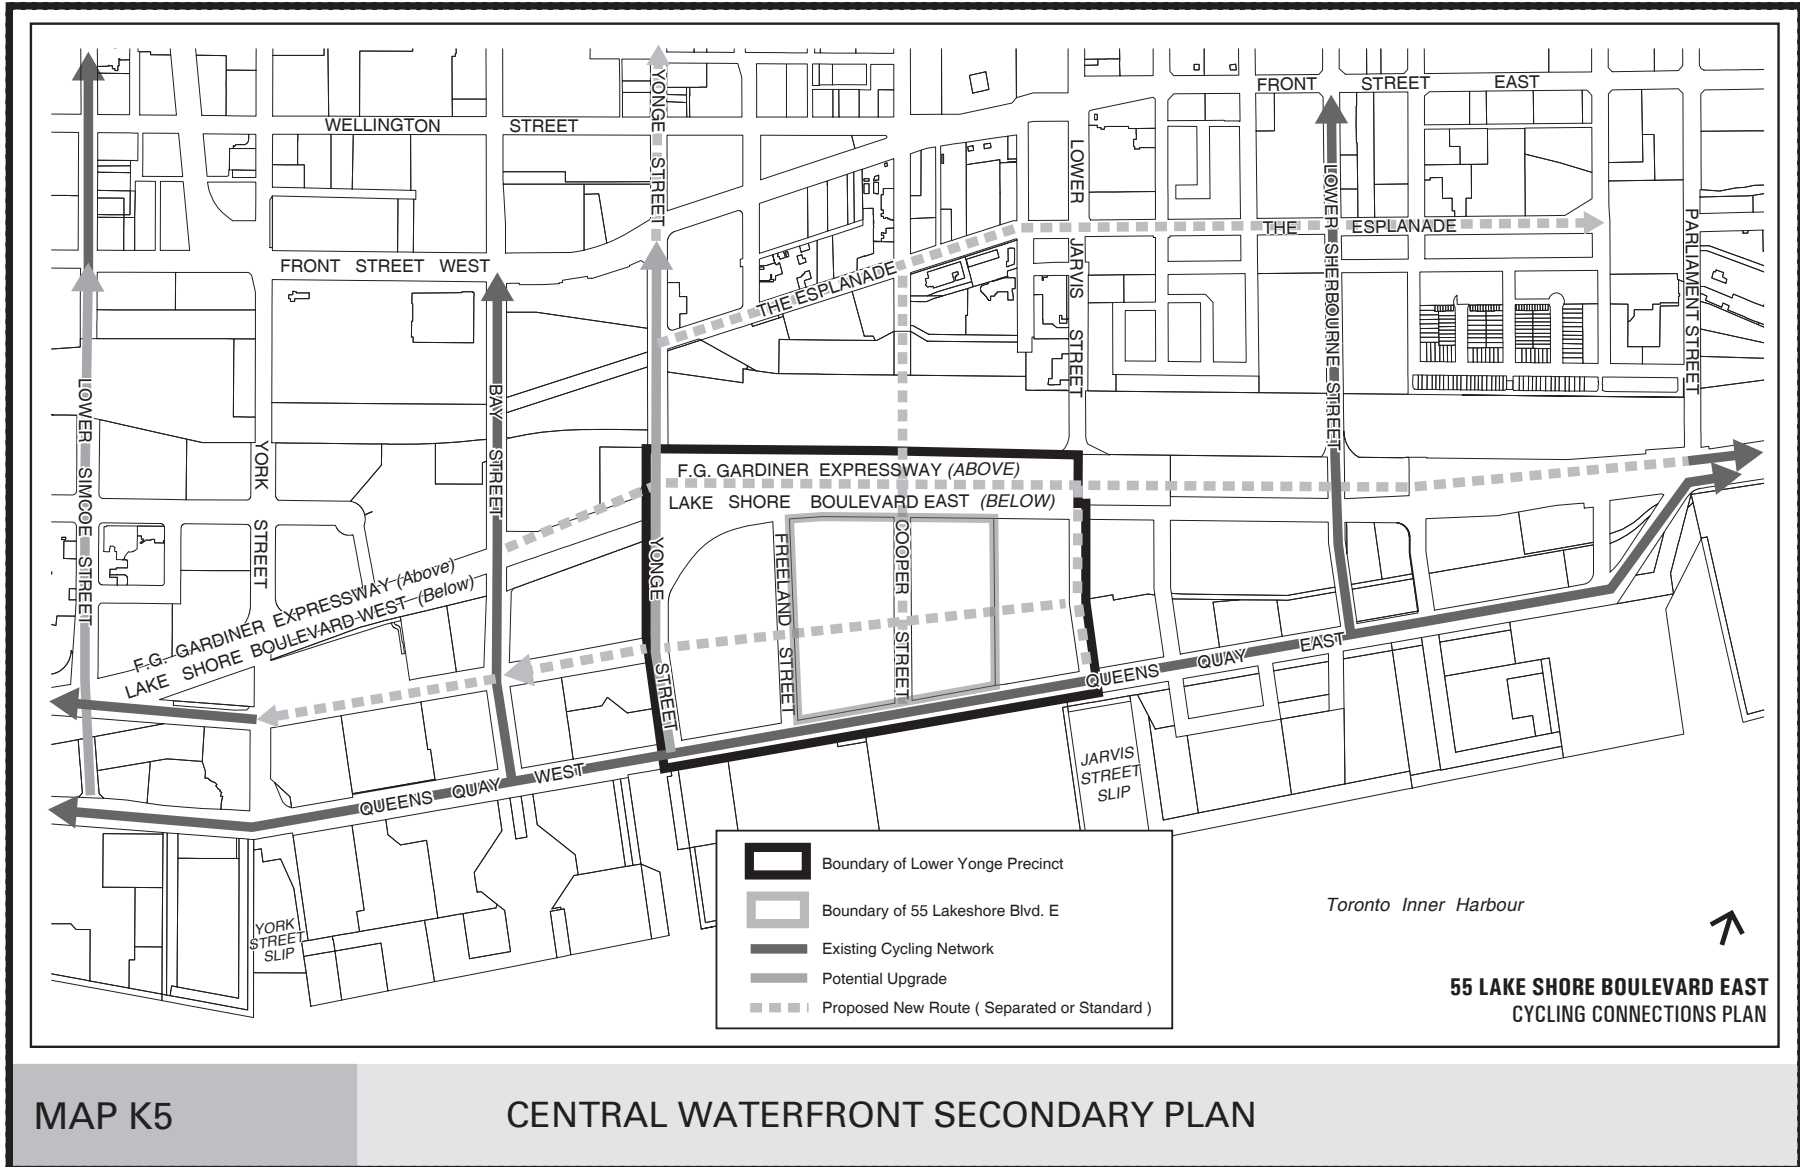 YONGE STREET
FRONT STREET EAST
WELLINGTON STREET
LOWER JARVIS STREET
LOWER SHERBOURNE STREET
PARLIAMENT STREET
THE ESPLANADE
FRONT STREET WEST
THE ESPLANADE
LOWER SIMCOE STREET
YORK STREET
BAY STREET
F.G. GARDINER EXPRESSWAY (ABOVE)
LAKE SHORE BOULEVARD EAST (BELOW)
YONGE STREET
FREELAND STREET
COOPER STREET
F.G. GARDINER EXPRESSWAY (Above)
LAKE SHORE BOULEVARD WEST (Below)
QUEENS QUAY EAST
QUEENS QUAY WEST
JARVIS
STREET
SLIP
YORK
STREET
SLIP
Boundary of Lower Yonge Precinct
Boundary of 55 Lakeshore Blvd. E
Existing Cycling Network
Potential Upgrade
Proposed New Route ( Separated or Standard )
Toronto Inner Harbour
55 LAKE SHORE BOULEVARD EAST
CYCLING CONNECTIONS PLAN
MAP K5
CENTRAL WATERFRONT SECONDARY PLAN